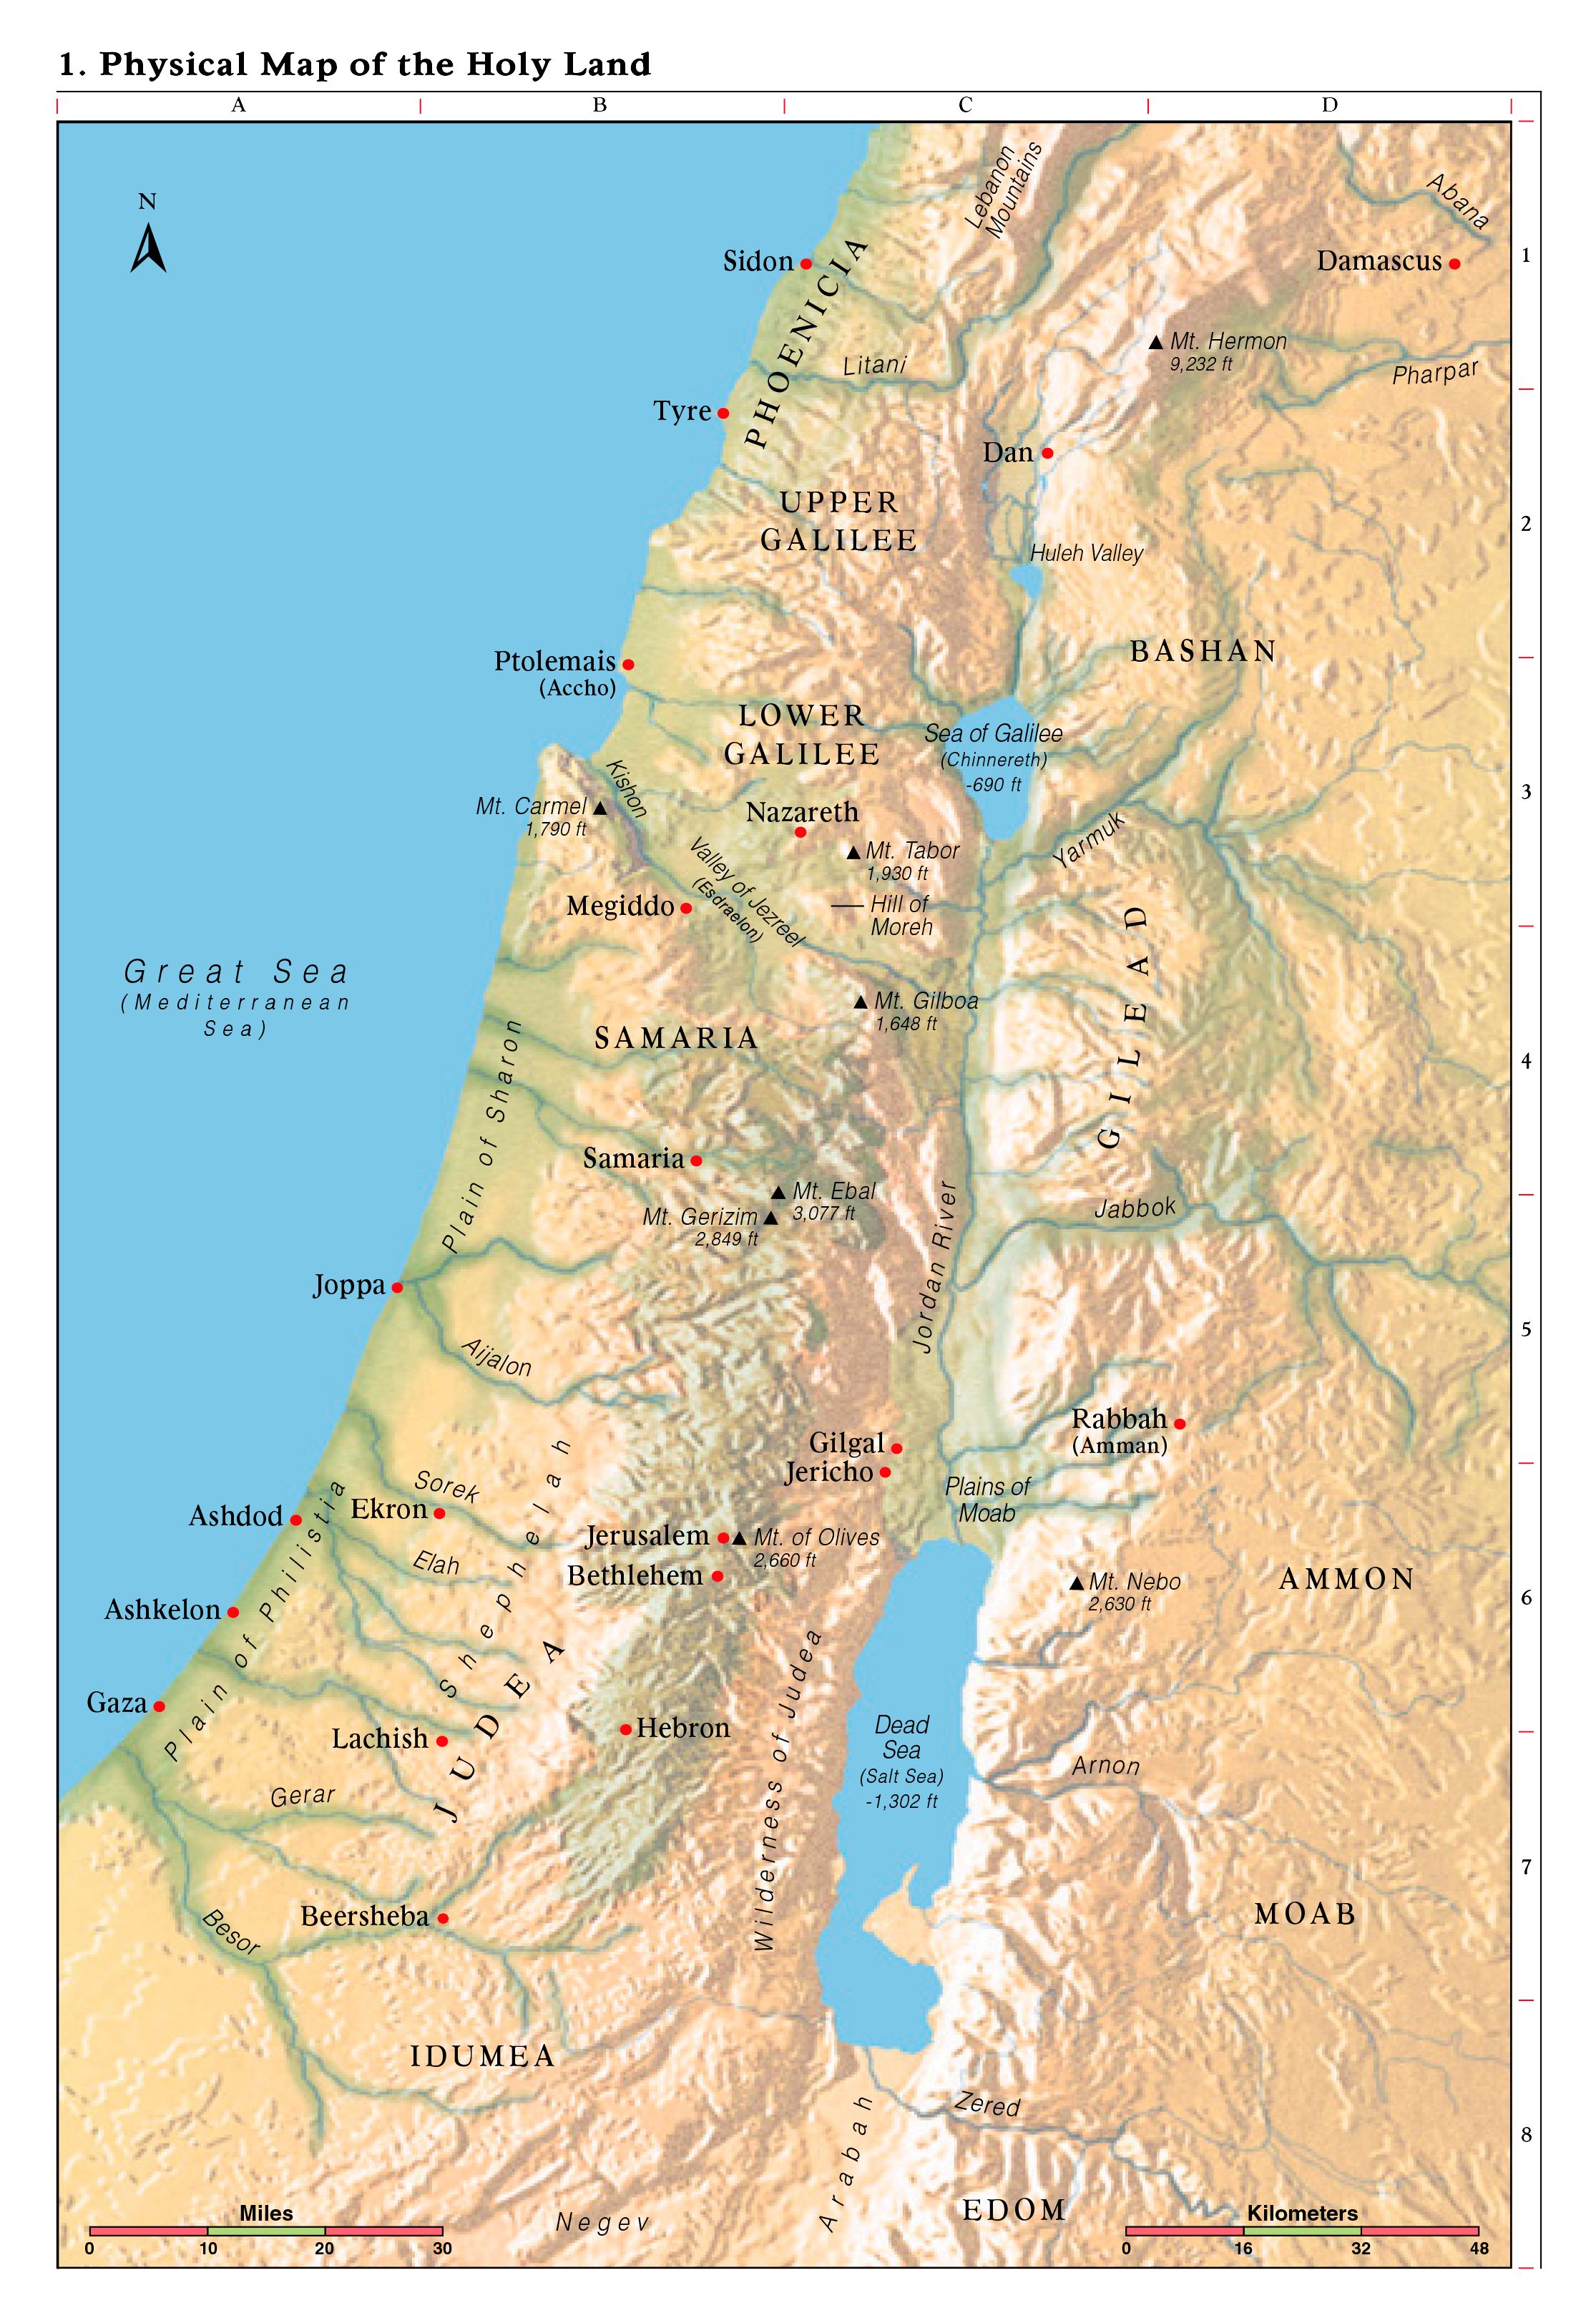 1. Physical Map of the Holy Land
A B C D
N
Lebanon
Mountains
Abana
Sidon
Damascus
1
PHOENICIA
Mt. Hermon
9,232 ft
Litani
Pharpar
Tyre
Dan
UPPER
GALILEE
2
Huleh Valley
BASHAN
Ptolemais
(Accho)
LOWER
GALILEE
Sea of Galilee
(Chinnereth)
-690 ft
Kishon
3
Mt. Carmel
1,790 ft
Nazareth
Yarmuk
Mt. Tabor
1,930 ft
Valley of Jezreel
(Esdraelon)
Megiddo
Hill of
Moreh
GILEAD
Great Sea
(Mediterranean
Sea)
Mt. Gilboa
1,648 ft
SAMARIA
4
Plain of Sharon
Samaria
Mt. Ebal
3,077 ft
Mt. Gerizim
2,849 ft
Jabbok
Jordan River
Joppa
5
Aijalon
Rabbah
(Amman)
Gilgal
Jericho
Sorek
Plains of
Moab
Ashdod
Ekron
Shephelah
Jerusalem
Mt. of Olives
2,660 ft
Elah
Bethlehem
Mt. Nebo
2,630 ft
AMMON
6
Ashkelon
Plain of Philistia
Gaza
JUDEA
Wilderness of Judea
Lachish
Hebron
Dead
Sea
(Salt Sea)
-1,302 ft
Arnon
Gerar
7
Beersheba
Besor
MOAB
IDUMEA
Zered
Arabah
8
EDOM
Negev
Miles
0 10 20 30
Kilometers
0 16 32 48